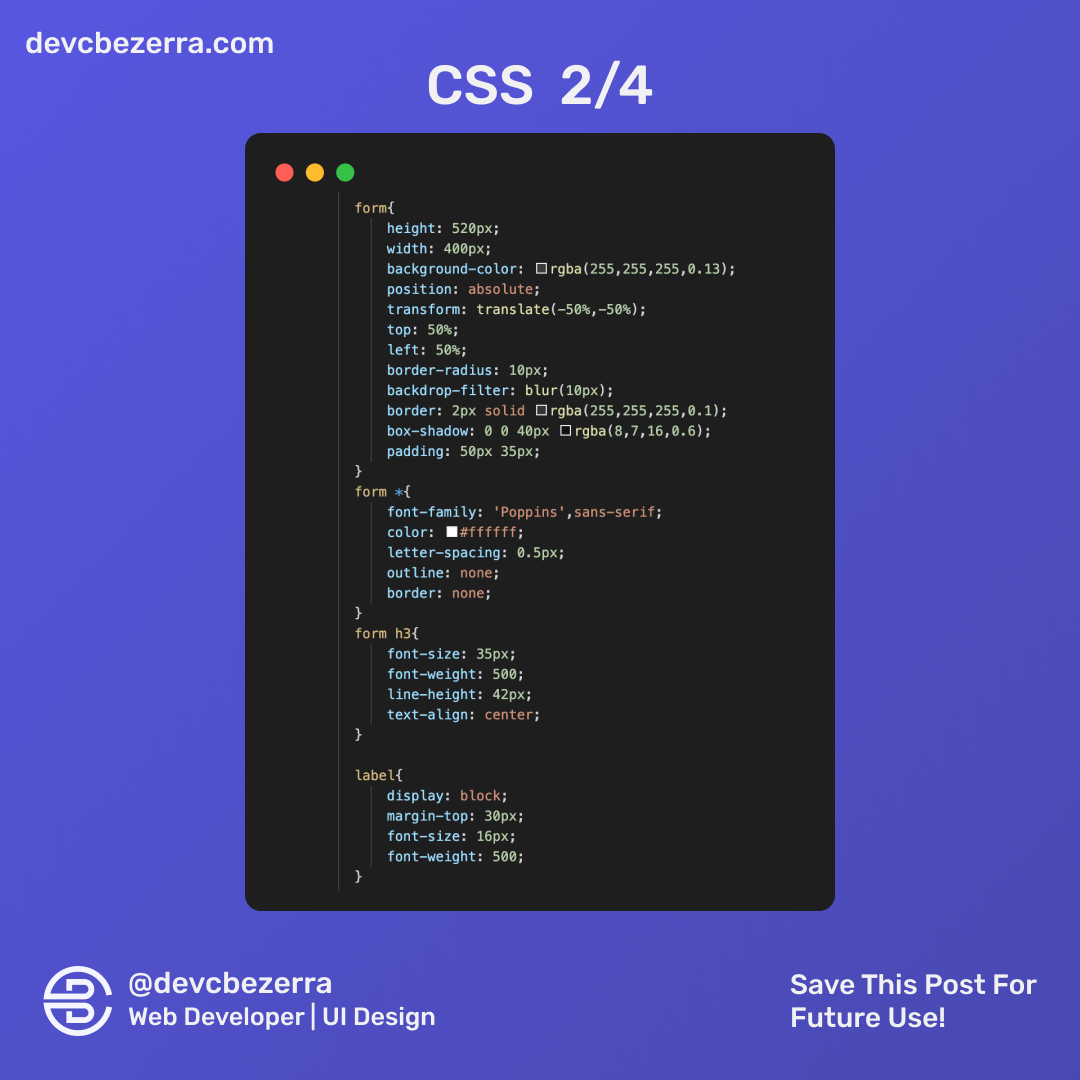 devcbezerra.com
CSS 2/4
form{
    height: 520px;
    width: 400px;
    background-color: rgba(255,255,255,0.13);
    position: absolute;
    transform: translate(-50%,-50%);
    top: 50%;
    left: 50%;
    border-radius: 10px;
    backdrop-filter: blur(10px);
    border: 2px solid rgba(255,255,255,0.1);
    box-shadow: 0 0 40px rgba(8,7,16,0.6);
    padding: 50px 35px;
}
form *{
    font-family: 'Poppins',sans-serif;
    color: #ffffff;
    letter-spacing: 0.5px;
    outline: none;
    border: none;
}
form h3{
    font-size: 35px;
    font-weight: 500;
    line-height: 42px;
    text-align: center;
}
label{
    display: block;
    margin-top: 30px;
    font-size: 16px;
    font-weight: 500;
}
@devcbezerra
Web Developer | UI Design
Save This Post For
Future Use!